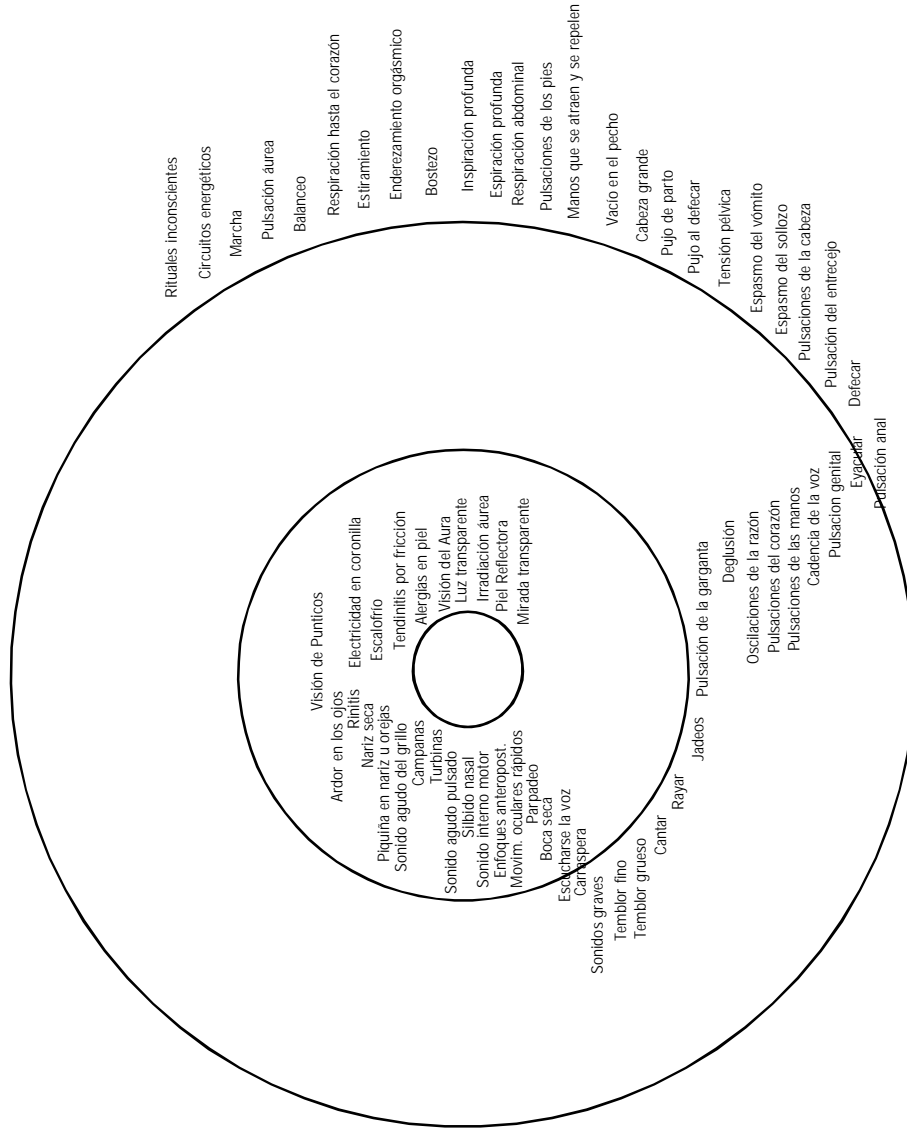 Rituales inconscientes
Circuitos energéticos
Marcha
Pulsación áurea
Balanceo
Respiración hasta el corazón
Estiramiento
Enderezamiento orgásmico
Bostezo
Inspiración profunda
Espiración profunda
Respiración abdominal
Pulsaciones de los pies
Manos que se atraen y se repelen
Vacío en el pecho
Cabeza grande
Pujo de parto
Pujo al defecar
Tensión pélvica
Espasmo del vómito
Espasmo del sollozo
Pulsaciones de la cabeza
Pulsación del entrecejo
Defecar
Eyacular
Pulsación anal
Pulsacion genital
Cadencia de la voz
Pulsaciones de las manos
Pulsaciones del corazón
Oscilaciones de la razón
Deglusión
Pulsación de la garganta
Jadeos
Rayar
Cantar
Temblor grueso
Temblor fino
Sonidos graves
Carraspera
Escucharse la voz
Boca seca
Parpadeo
Movim. oculares rápidos
Enfoques anteropost.
Sonido interno motor
Silbido nasal
Sonido agudo pulsado
Turbinas
Campanas
Sonido agudo del grillo
Piquiña en nariz u orejas
Nariz seca
Rinitis
Ardor en los ojos
Visión de Punticos
Electricidad en coronilla
Escalofrío
Tendinitis por fricción
Alergias en piel
Visión del Aura
Luz transparente
Irradiación áurea
Piel Reflectora
Mirada transparente